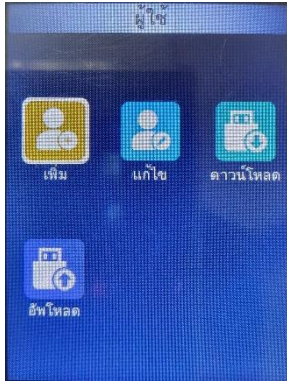 ผู้ใช้
เพิ่ม
แก้ไข
ดาวน์โหลด
อัพโหลด